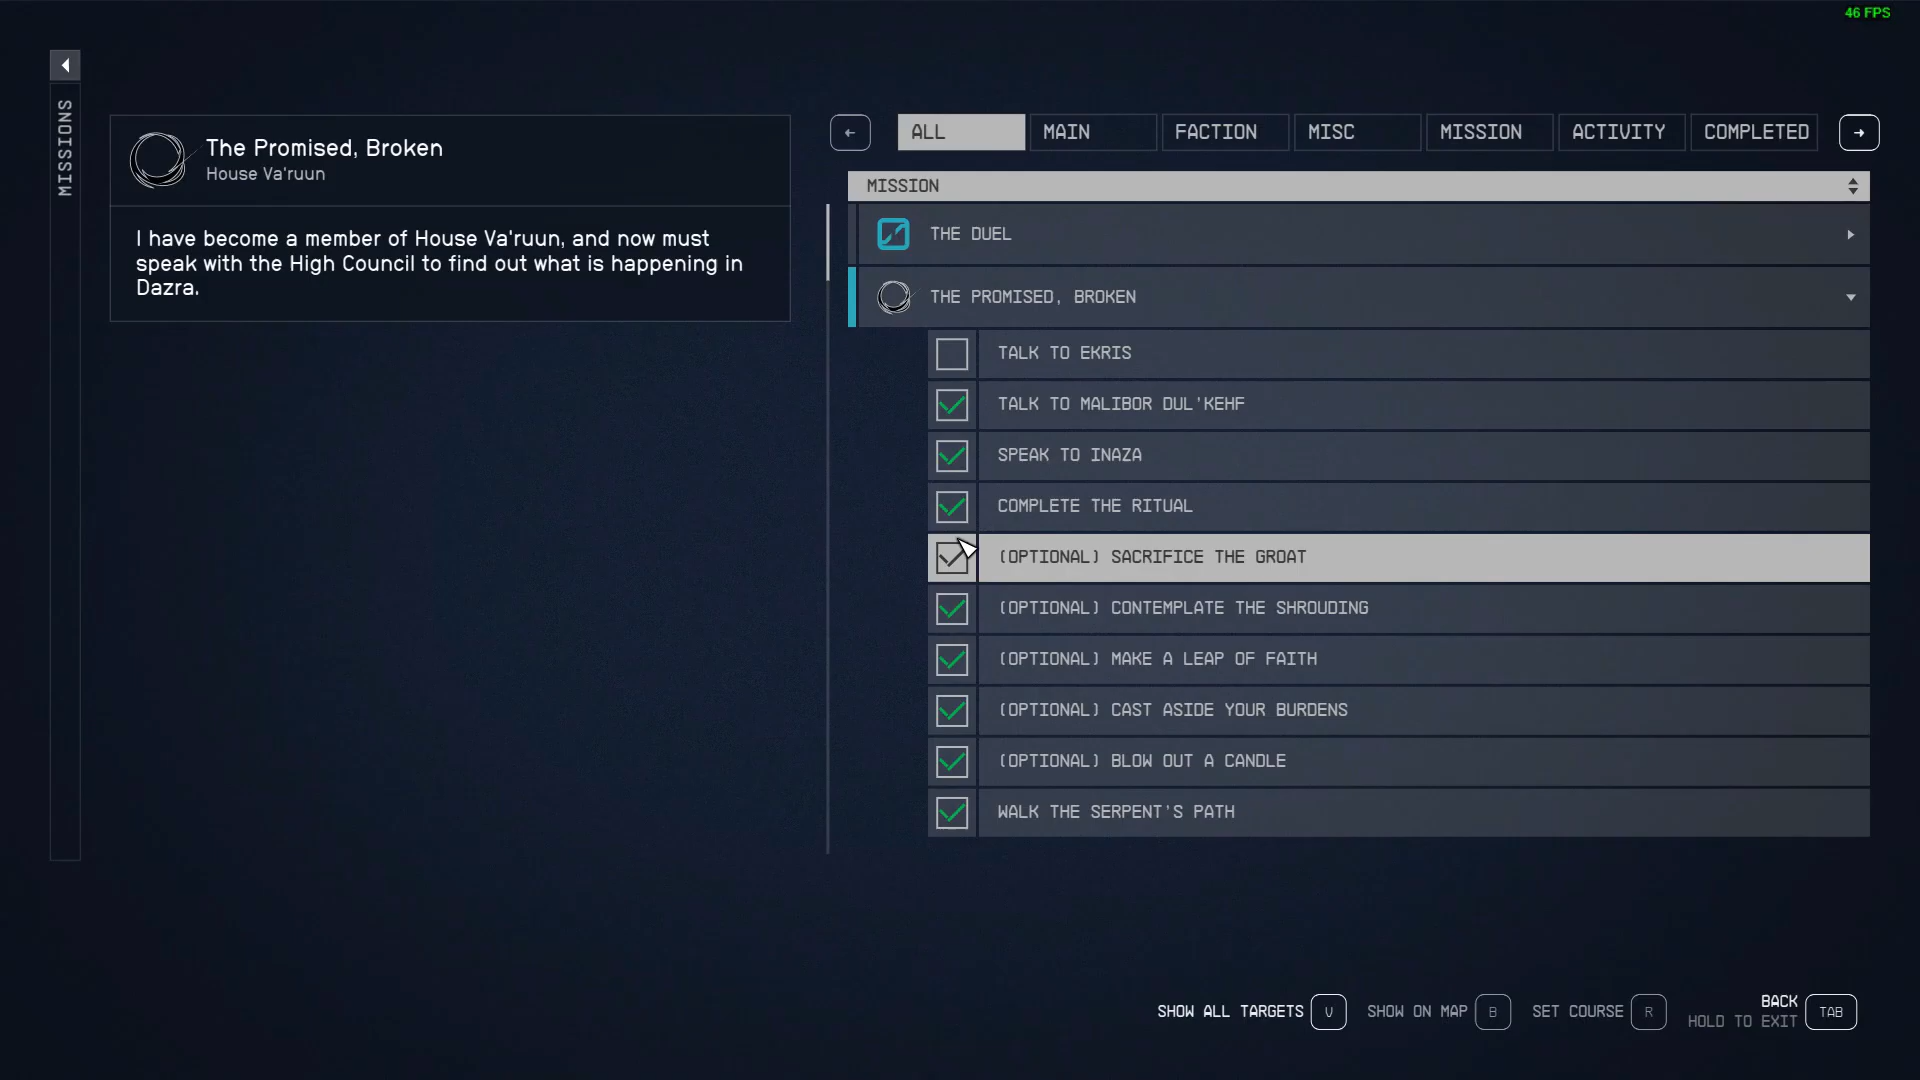 46 FPS
MISSIONS
The Promised, Broken
House Va'ruun
I have become a member of House Va'ruun, and now must
speak with the High Council to find out what is happening in
Dazra.
ALL MAIN FACTION MISC MISSION ACTIVITY COMPLETED
MISSION
THE DUEL
THE PROMISED, BROKEN
TALK TO EKRIS
TALK TO MALIBOR DUL'KEHF
SPEAK TO INAZA
COMPLETE THE RITUAL
(OPTIONAL) SACRIFICE THE GROAT
(OPTIONAL) CONTEMPLATE THE SHROUDING
(OPTIONAL) MAKE A LEAP OF FAITH
(OPTIONAL) CAST ASIDE YOUR BURDENS
(OPTIONAL) BLOW OUT A CANDLE
WALK THE SERPENT'S PATH
SHOW ALL TARGETS V SHOW ON MAP B SET COURSE R BACK TAB
HOLD TO EXIT